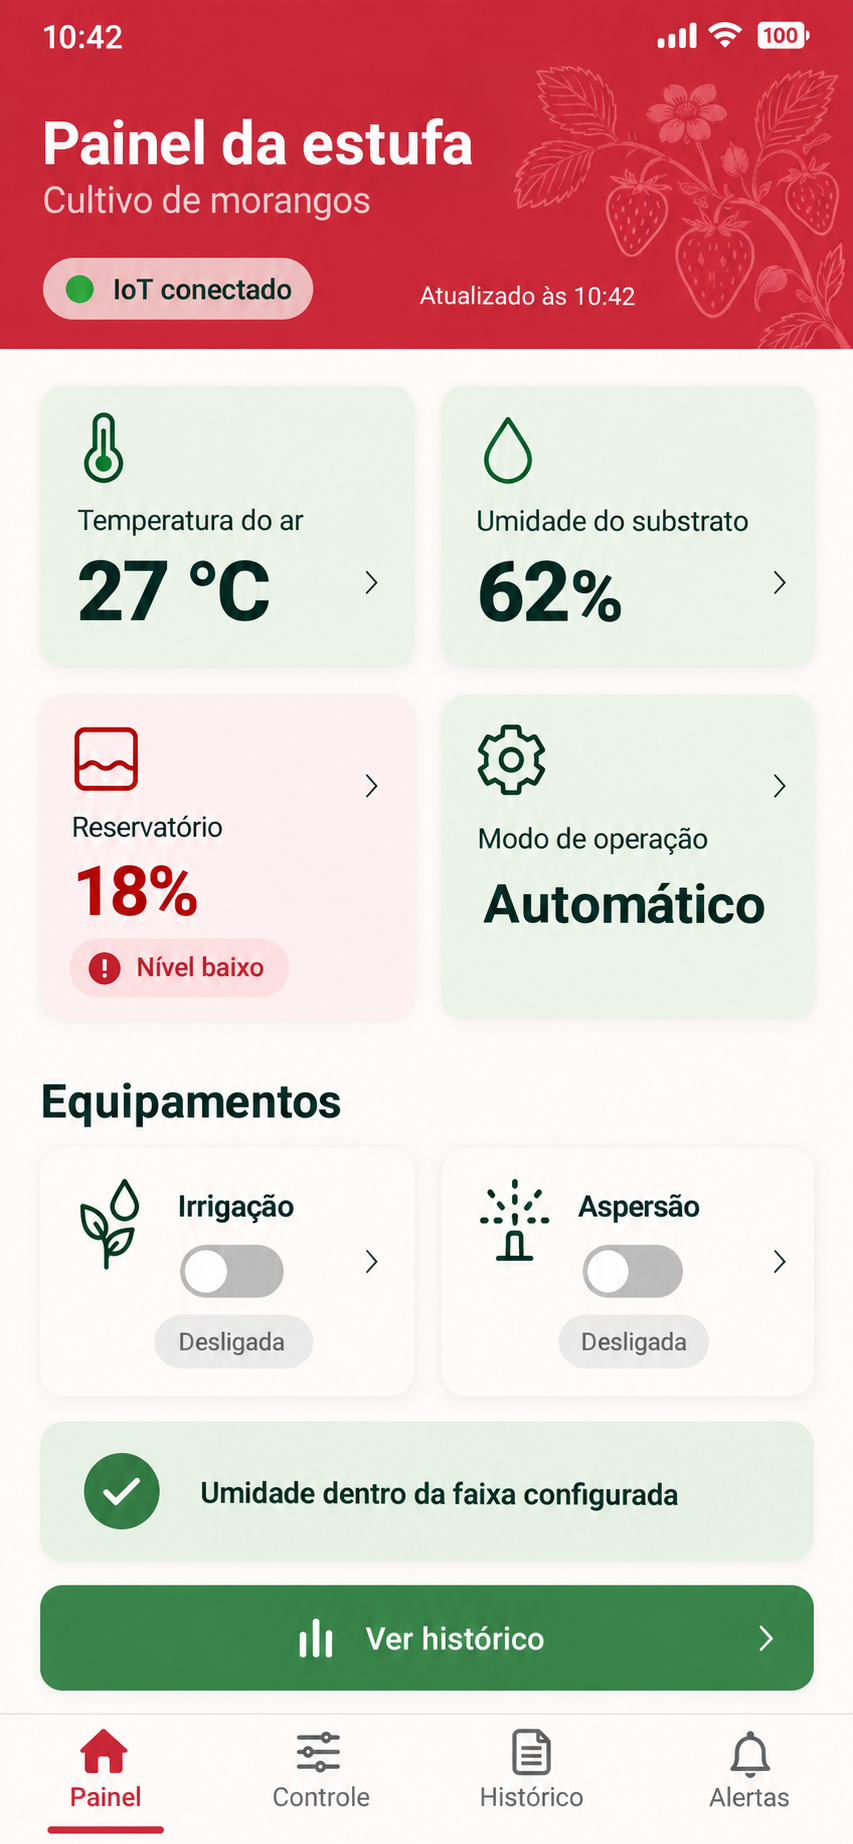 10:42
100
Painel da estufa
Cultivo de morangos
IoT conectado
Atualizado às 10:42
Temperatura do ar
27 °C
Umidade do substrato
62%
Reservatório
18%
Nível baixo
Modo de operação
Automático
Equipamentos
Irrigação
Desligada
Aspersão
Desligada
Umidade dentro da faixa configurada
Ver histórico
Painel
Controle
Histórico
Alertas